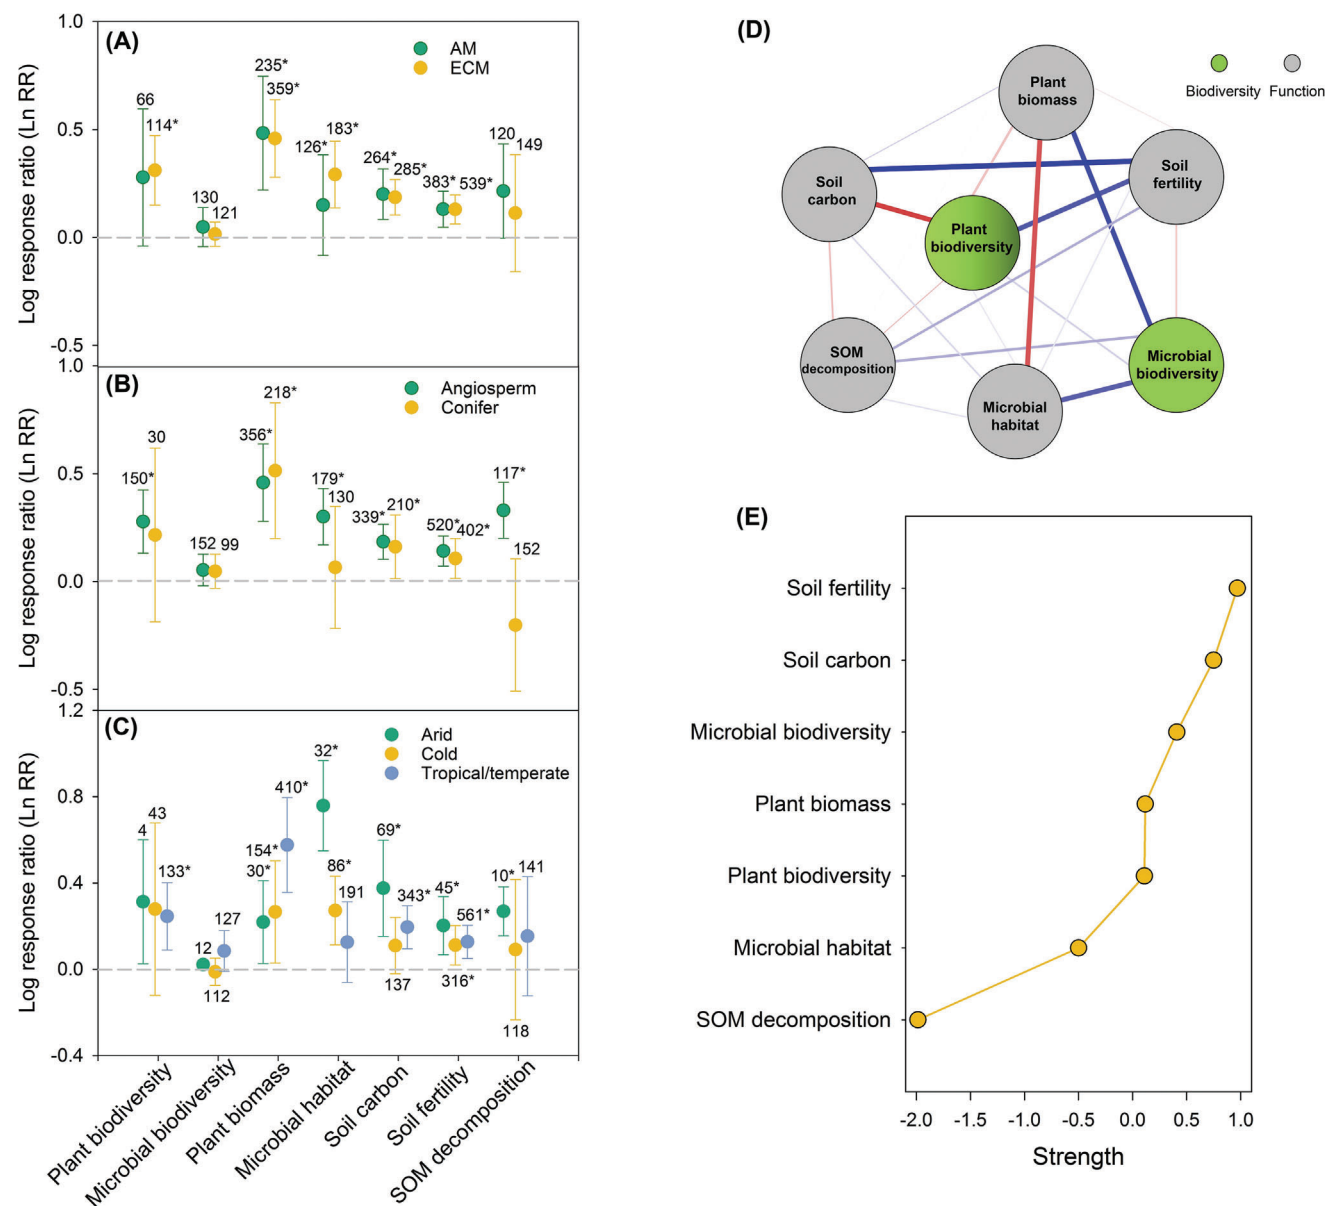 (A)
AM
ECM
Log response ratio (Ln RR)
1.0
0.5
0.0
-0.5
66
114*
130
121
235*
359*
126*
183*
264*
285*
383*
539*
120
149
(B)
Angiosperm
Conifer
Log response ratio (Ln RR)
1.0
0.5
0.0
-0.5
150*
30
152
99
356*
218*
179*
130
339*
210*
520*
402*
117*
152
(C)
Arid
Cold
Tropical/temperate
Log response ratio (Ln RR)
1.2
0.8
0.4
0.0
-0.4
4
43
133*
12
112
127
30*
154*
410*
32*
86*
191
69*
137
343*
45*
316*
561*
10*
118
141
Plant biodiversity
Microbial biodiversity
Plant biomass
Microbial habitat
Soil carbon
Soil fertility
SOM decomposition
(D)
Biodiversity
Function
Plant
biomass
Soil
fertility
Soil
carbon
Plant
biodiversity
SOM
decomposition
Microbial
biodiversity
Microbial
habitat
(E)
Soil fertility
Soil carbon
Microbial biodiversity
Plant biomass
Plant biodiversity
Microbial habitat
SOM decomposition
-2.0
-1.5
-1.0
-0.5
0.0
0.5
1.0
Strength